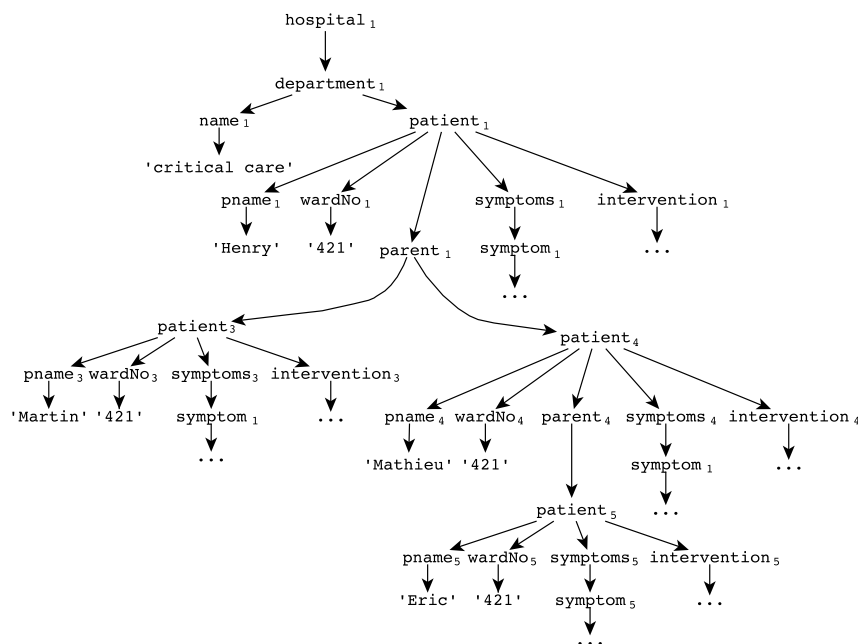 hospital1
department1
name1 patient1
'critical care'
pname1 wardNo1 symptoms1 intervention1
'Henry' '421' parent1 symptom1 ...
...
patient3 patient4
pname3 wardNo3 symptoms3 intervention3
'Martin' '421' symptom1 ...
...
pname4 wardNo4 parent4 symptoms4 intervention4
'Mathieu' '421' symptom1 ...
...
patient5
pname5 wardNo5 symptoms5 intervention5
'Eric' '421' symptom5 ...
...